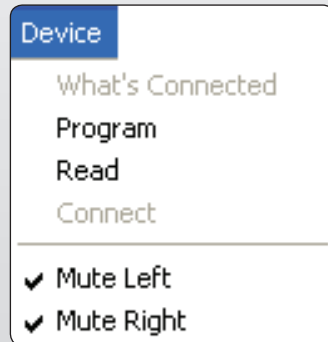 Device
What's Connected
Program
Read
Connect
Mute Left
Mute Right